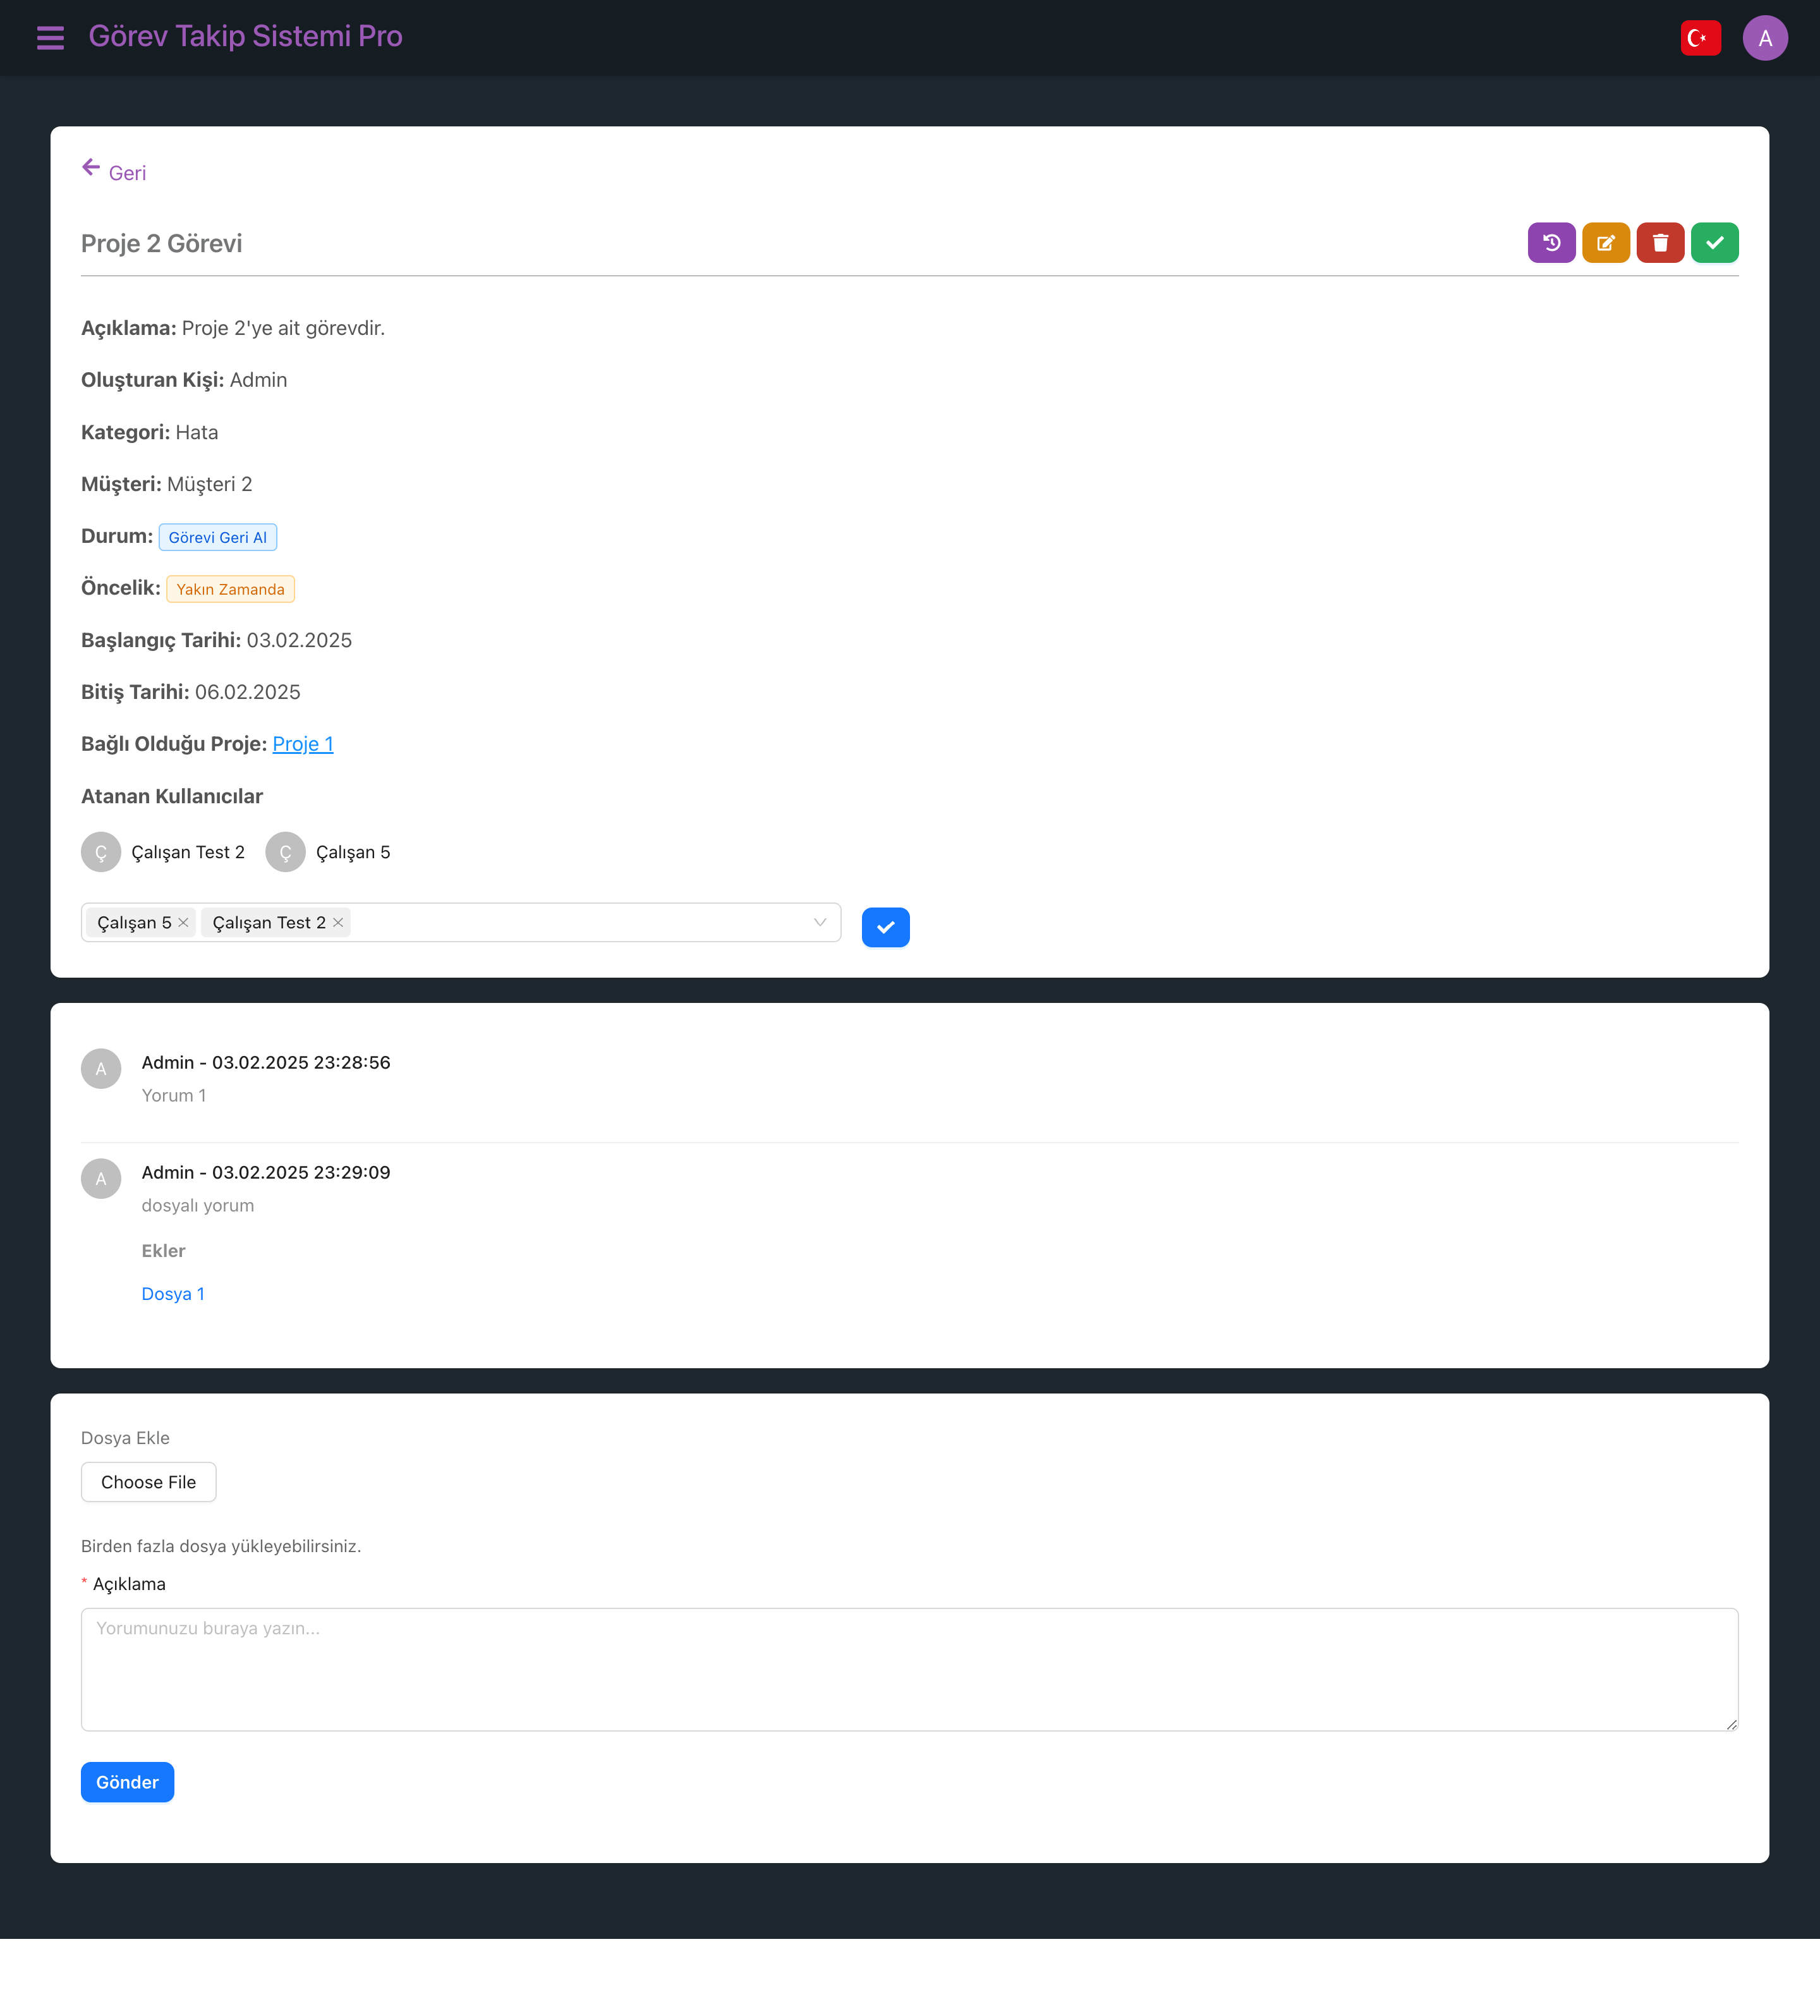 Görev Takip Sistemi Pro
A
Geri
Proje 2 Görevi
Açıklama: Proje 2'ye ait görevdir.
Oluşturan Kişi: Admin
Kategori: Hata
Müşteri: Müşteri 2
Durum: Görevi Geri Al
Öncelik: Yakın Zamanda
Başlangıç Tarihi: 03.02.2025
Bitiş Tarihi: 06.02.2025
Bağlı Olduğu Proje: Proje 1
Atanan Kullanıcılar
Ç Çalışan Test 2 Ç Çalışan 5
Çalışan 5 Çalışan Test 2
A Admin - 03.02.2025 23:28:56
Yorum 1
A Admin - 03.02.2025 23:29:09
dosyalı yorum
Ekler
Dosya 1
Dosya Ekle
Choose File
Birden fazla dosya yükleyebilirsiniz.
* Açıklama
Yorumunuzu buraya yazın...
Gönder